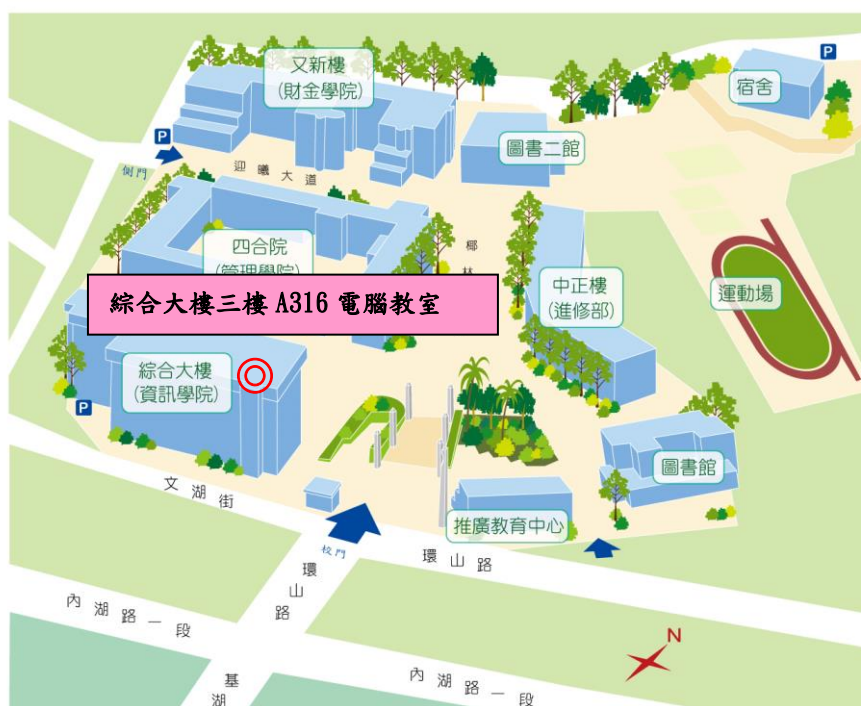 又新樓
(財金學院)
P
宿舍
P
圖書二館
側門
迎曦大道
四合院
(管理學院)
椰林
中正樓
(進修部)
運動場
綜合大樓三樓 A316 電腦教室
綜合大樓
(資訊學院)
P
圖書館
文湖街
推廣教育中心
校門
環山路
環山路
內湖路一段
N
內湖路一段
基湖